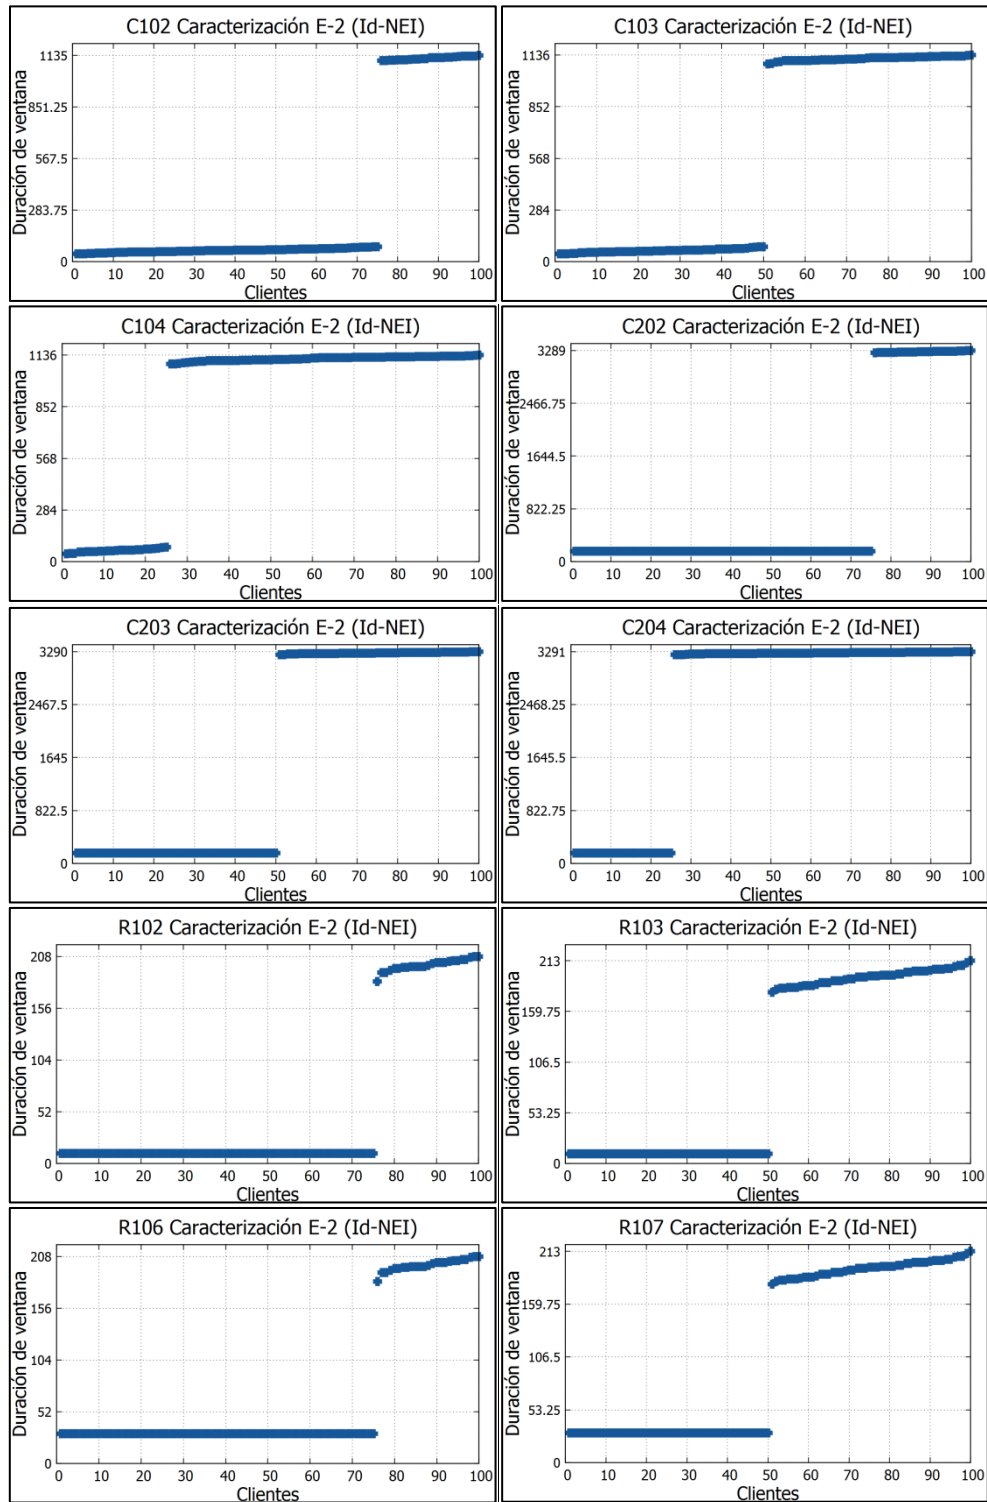 C102 Caracterización E-2 (Id-NEI)
Duración de ventana
1135
851.25
567.5
283.75
0
0 10 20 30 40 50 60 70 80 90 100
Clientes
C103 Caracterización E-2 (Id-NEI)
Duración de ventana
1136
852
568
284
0
0 10 20 30 40 50 60 70 80 90 100
Clientes
C104 Caracterización E-2 (Id-NEI)
Duración de ventana
1136
852
568
284
0
0 10 20 30 40 50 60 70 80 90 100
Clientes
C202 Caracterización E-2 (Id-NEI)
Duración de ventana
3289
2466.75
1644.5
822.25
0
0 10 20 30 40 50 60 70 80 90 100
Clientes
C203 Caracterización E-2 (Id-NEI)
Duración de ventana
3290
2467.5
1645
822.5
0
0 10 20 30 40 50 60 70 80 90 100
Clientes
C204 Caracterización E-2 (Id-NEI)
Duración de ventana
3291
2468.25
1645.5
822.75
0
0 10 20 30 40 50 60 70 80 90 100
Clientes
R102 Caracterización E-2 (Id-NEI)
Duración de ventana
208
156
104
52
0
0 10 20 30 40 50 60 70 80 90 100
Clientes
R103 Caracterización E-2 (Id-NEI)
Duración de ventana
213
159.75
106.5
53.25
0
0 10 20 30 40 50 60 70 80 90 100
Clientes
R106 Caracterización E-2 (Id-NEI)
Duración de ventana
208
156
104
52
0
0 10 20 30 40 50 60 70 80 90 100
Clientes
R107 Caracterización E-2 (Id-NEI)
Duración de ventana
213
159.75
106.5
53.25
0
0 10 20 30 40 50 60 70 80 90 100
Clientes